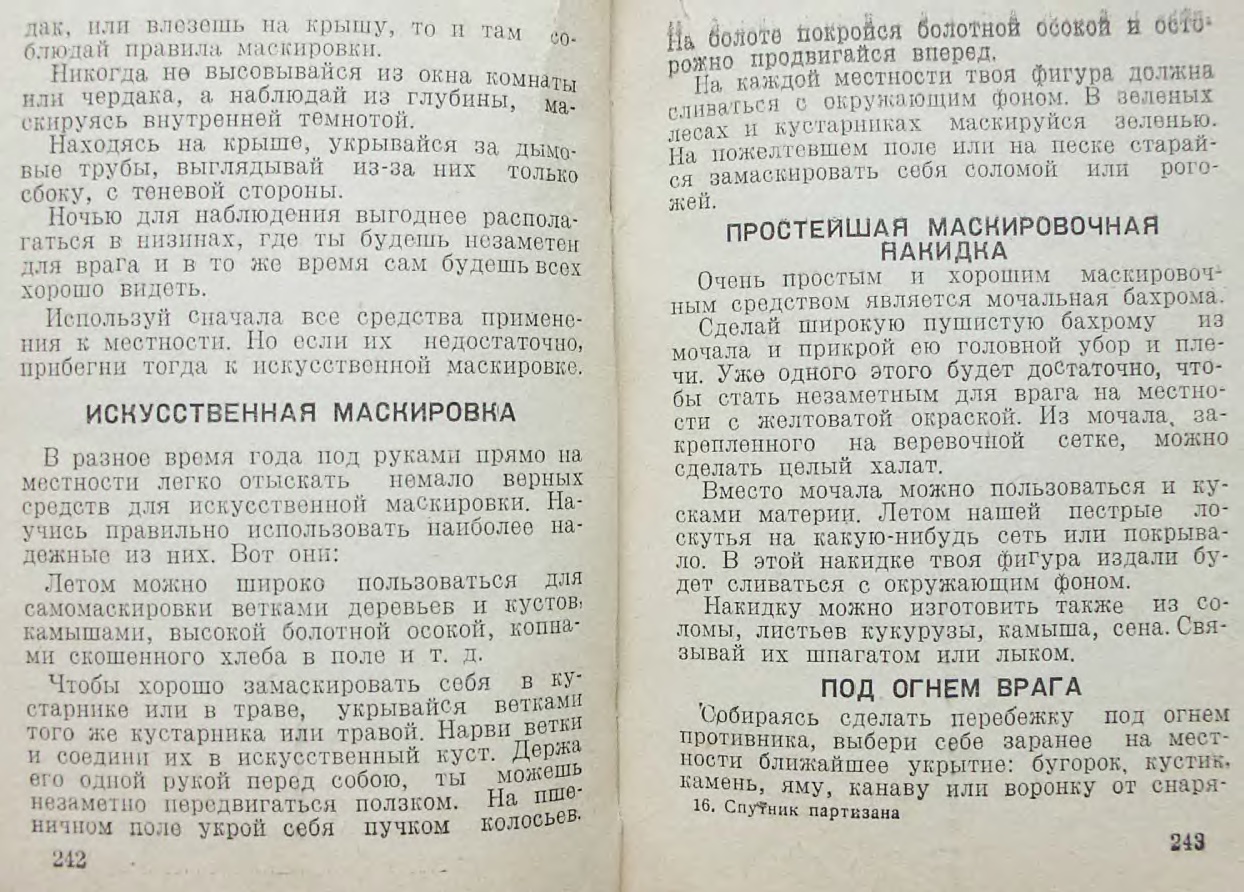 дак, или влезешь на крышу, то и там со-
блюдай правила маскировки.
Никогда не высовывайся из окна комнаты
или чердака, а наблюдай из глубины, ма-
скируясь внутренней темнотой.
Находясь на крыше, укрывайся за дымо-
вые трубы, выглядывай из-за них только
сбоку, с теневой стороны.
Ночью для наблюдения выгоднее распола-
гаться в низинах, где ты будешь незаметен
для врага и в то же время сам будешь всех
хорошо видеть.
Используй сначала все средства примене-
ния к местности. Но если их недостаточно,
прибегни тогда к искусственной маскировке.
ИСКУССТВЕННАЯ МАСКИРОВКА
В разное время года под руками прямо на
местности легко отыскать немало верных
средств для искусственной маскировки. На-
учись правильно использовать наиболее на-
дежные из них. Вот они:
Летом можно широко пользоваться для
самомаскировки ветками деревьев и кустов,
камышами, высокой болотной осокой, копна-
ми скошенного хлеба в поле и т. д.
Чтобы хорошо замаскировать себя в ку-
старнике или в траве, укрывайся ветками
того же кустарника или травой. Нарви ветки
и соедини их в искусственный куст. Держа
его одной рукой перед собою, ты можешь
незаметно передвигаться ползком. На пше-
ничном поле укрой себя пучком колосьев.
242
На болоте покройся болотной осокой и осто-
рожно продвигайся вперед.
На каждой местности твоя фигура должна
сливаться с окружающим фоном. В зеленых
лесах и кустарниках маскируйся зеленью.
На пожелтевшем поле или на песке старай-
ся замаскировать себя соломой или рого-
жей.
ПРОСТЕЙШАЯ МАСКИРОВОЧНАЯ
НАКИДКА
Очень простым и хорошим маскировоч-
ным средством является мочальная бахрома.
Сделай широкую пушистую бахрому из
мочала и прикрой ею головной убор и пле-
чи. Уже одного этого будет достаточно, что-
бы стать незаметным для врага на местно-
сти с желтоватой окраской. Из мочала, за-
крепленного на веревочной сетке, можно
сделать целый халат.
Вместо мочала можно пользоваться и ку-
сками материи. Летом нашей пестрые ло-
скутья на какую-нибудь сеть или покрыва-
ло. В этой накидке твоя фигура издали бу-
дет сливаться с окружающим фоном.
Накидку можно изготовить также из со-
ломы, листьев кукурузы, камыша, сена. Свя-
зывай их шпагатом или лыком.
ПОД ОГНЕМ ВРАГА
Собираясь сделать перебежку под огнем
противника, выбери себе заранее на мест-
ности ближайшее укрытие: бугорок, кустик,
камень, яму, канаву или воронку от снаря-
16. Спутник партизана
243